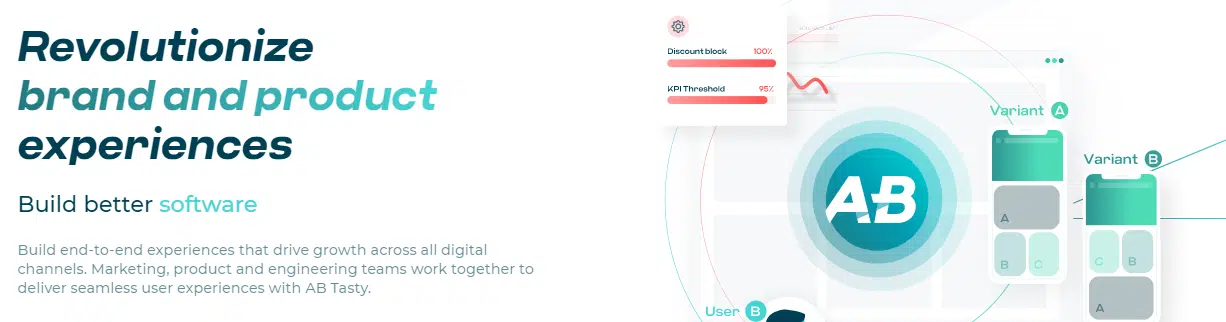 Revolutionize
brand and product
experiences
Build better software
Build end-to-end experiences that drive growth across all digital
channels. Marketing, product and engineering teams work together to
deliver seamless user experiences with AB Tasty.
Discount block 100%
KPI Threshold 95%
AB
Variant A
A
B C
Variant B
C B
A
User B